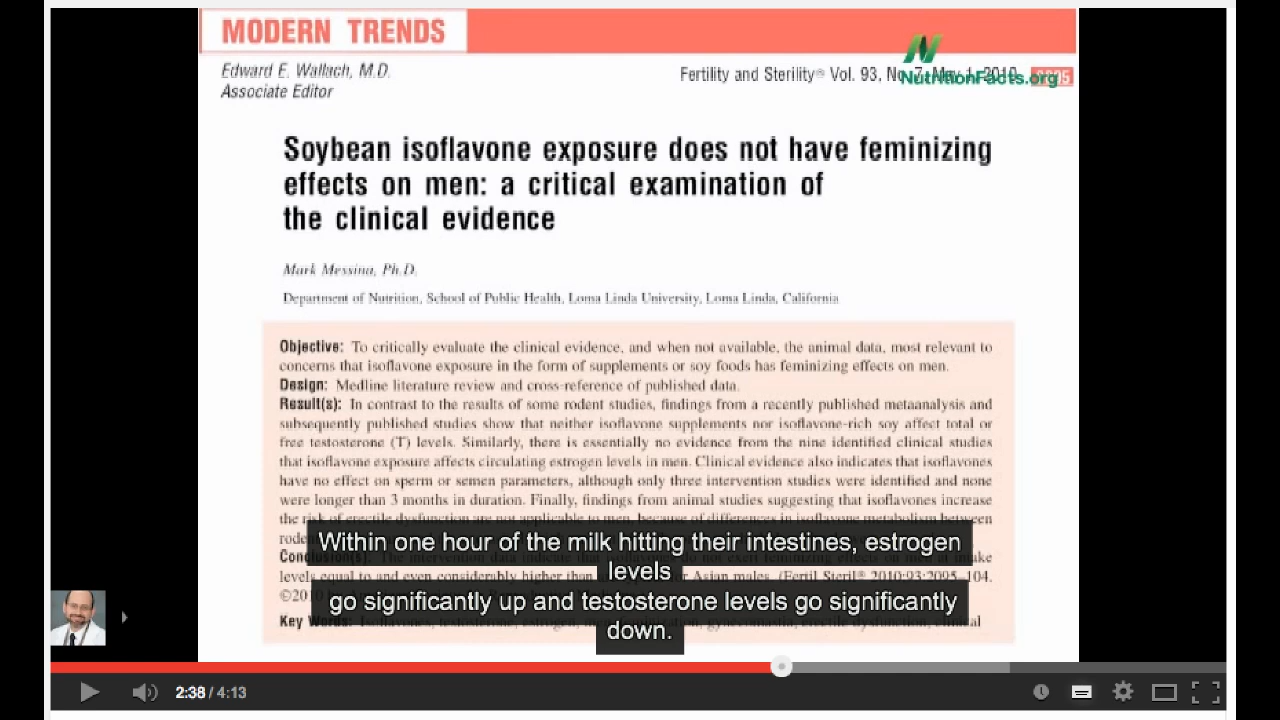 MODERN TRENDS
Edward E. Wallach, M.D.
Associate Editor
Fertility and Sterility® Vol. 93, No. 7, May 1, 2010
NutritionFacts.org
Soybean isoflavone exposure does not have feminizing
effects on men: a critical examination of
the clinical evidence
Mark Messina, Ph.D.
Department of Nutrition, School of Public Health, Loma Linda University, Loma Linda, California
Objective: To critically evaluate the clinical evidence, and when not available, the animal data, most relevant to
concerns that isoflavone exposure in the form of supplements or soy foods has feminizing effects on men.
Design: Medline literature review and cross-reference of published data.
Result(s): In contrast to the results of some rodent studies, findings from a recently published metaanalysis and
subsequently published studies show that neither isoflavone supplements nor isoflavone-rich soy affect total or
free testosterone (T) levels. Similarly, there is essentially no evidence from the nine identified clinical studies
that isoflavone exposure affects circulating estrogen levels in men. Clinical evidence also indicates that isoflavones
have no effect on sperm or semen parameters, although only three intervention studies were identified and none
were longer than 3 months in duration. Finally, findings from animal studies suggesting that isoflavones increase
the risk of erectile dysfunction are not applicable to men, because of differences in isoflavone metabolism between
Within one hour of the milk hitting their intestines, estrogen
levels
go significantly up and testosterone levels go significantly
down.
levels equal to and even considerably higher than for Asian males. (Fertil Steril® 2010;93:2095–104.
Key Words:
2:38 / 4:13